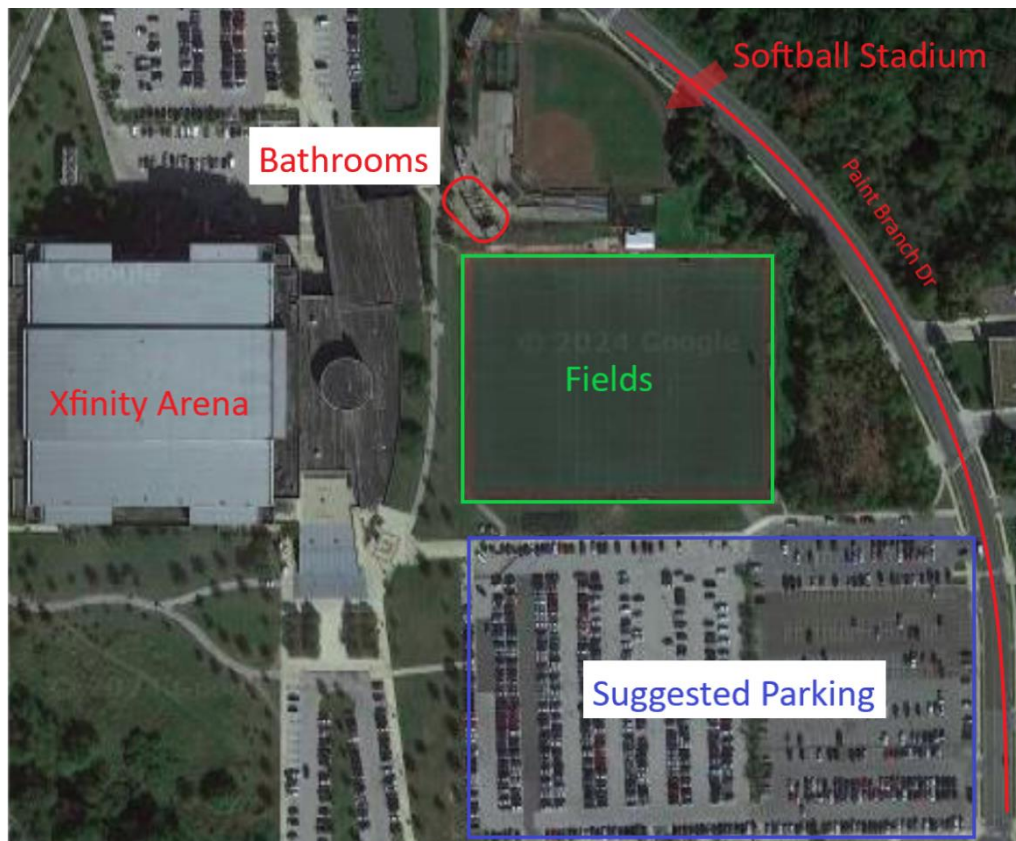 Softball Stadium
Bathrooms
Paint Branch Dr
Google
© 2024 Google
Fields
Xfinity Arena
Suggested Parking